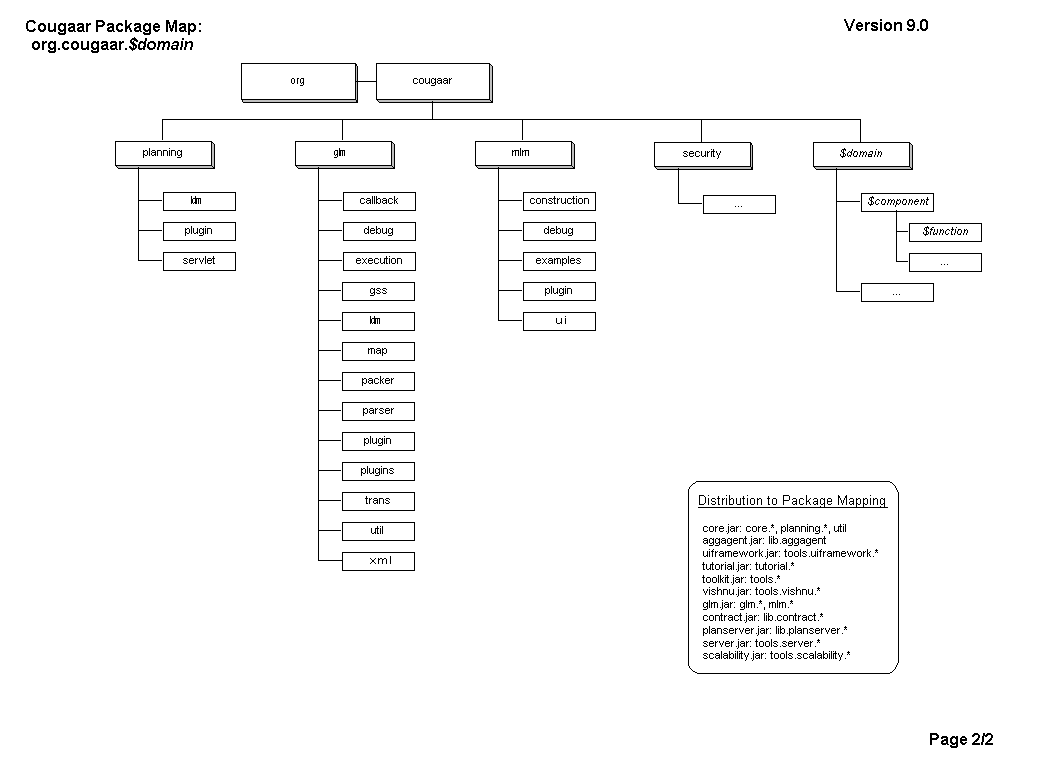 Cougaar Package Map:
org.cougaar.$domain
Version 9.0
org
cougaar
planning
glm
mlm
security
$domain
ldm
plugin
servlet
callback
debug
execution
gss
ldm
map
packer
parser
plugin
plugins
trans
util
xml
construction
debug
examples
plugin
ui
...
$component
$function
...
...
Distribution to Package Mapping
core.jar: core.*, planning.*, util
aggagent.jar: lib.aggagent
uiframework.jar: tools.uiframework.*
tutorial.jar: tutorial.*
toolkit.jar: tools.*
vishnu.jar: tools.vishnu.*
glm.jar: glm.*, mlm.*
contract.jar: lib.contract.*
planserver.jar: lib.planserver.*
server.jar: tools.server.*
scalability.jar: tools.scalability.*
Page 2/2